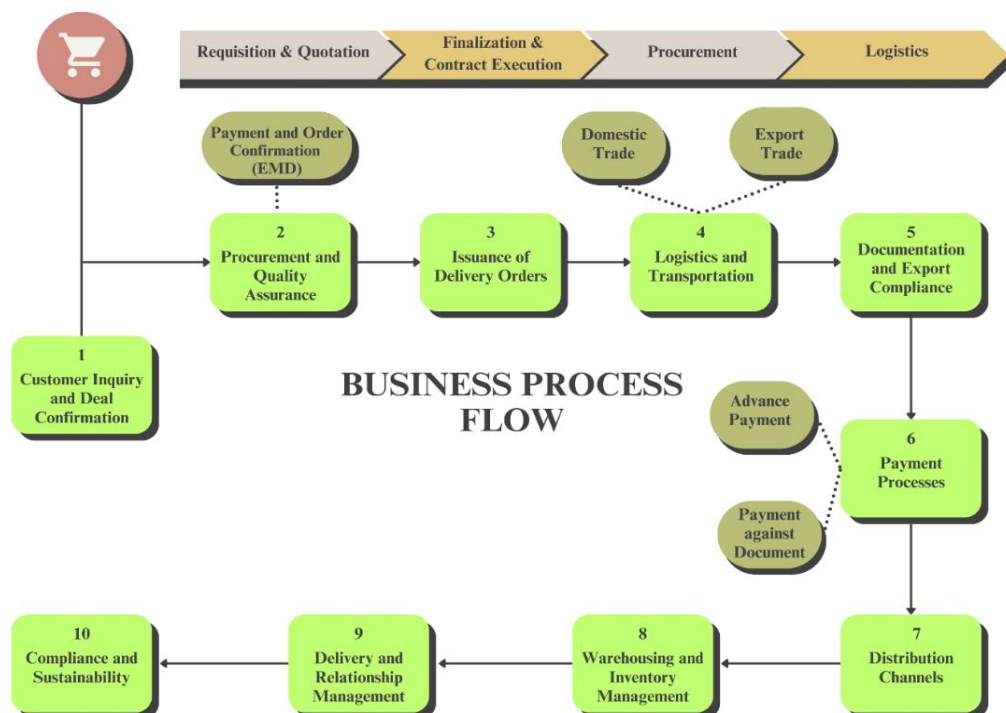 Requisition & Quotation
Finalization &
Contract Execution
Procurement
Logistics
Payment and Order
Confirmation
(EMD)
Domestic
Trade
Export
Trade
2
Procurement and
Quality
Assurance
3
Issuance of
Delivery Orders
4
Logistics and
Transportation
5
Documentation
and Export
Compliance
1
Customer Inquiry
and Deal
Confirmation
BUSINESS PROCESS
FLOW
Advance
Payment
6
Payment
Processes
Payment
against
Document
10
Compliance and
Sustainability
9
Delivery and
Relationship
Management
8
Warehousing and
Inventory
Management
7
Distribution
Channels